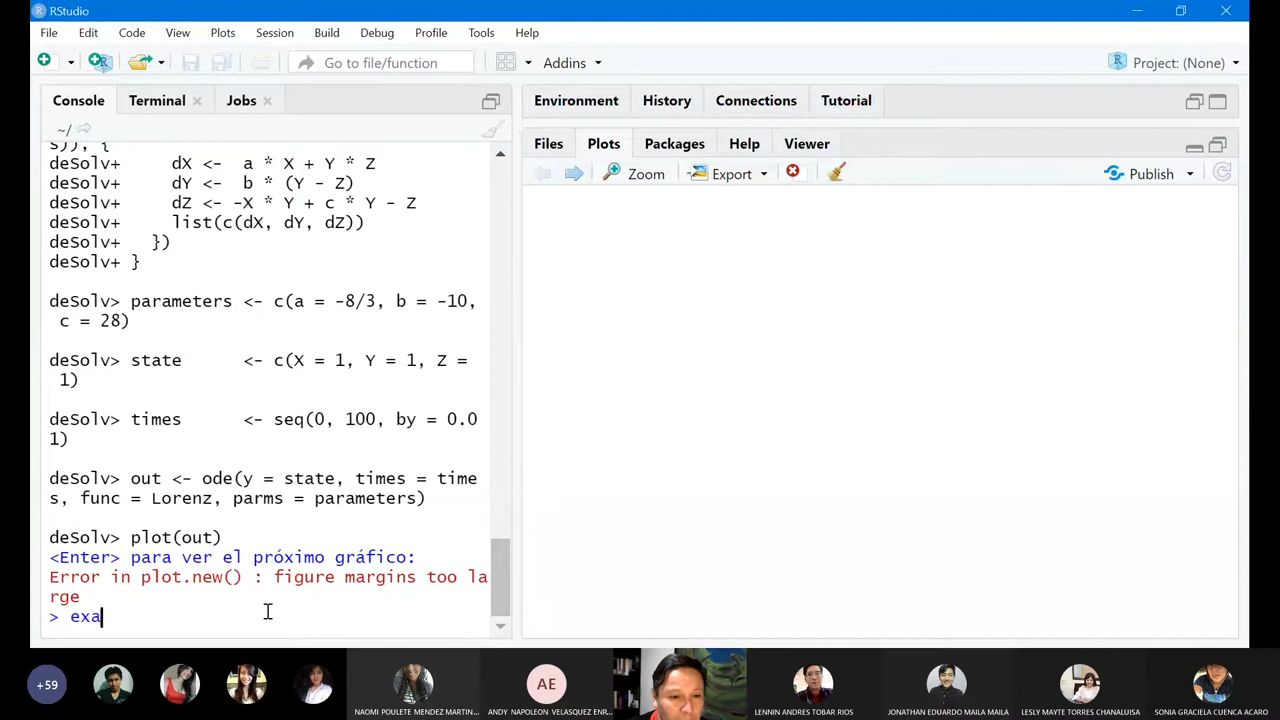 RStudio
File Edit Code View Plots Session Build Debug Profile Tools Help
Go to file/function Addins Project: (None)
Console Terminal Jobs
~/
s)), {
deSolv+ dX <- a * X + Y * Z
deSolv+ dY <- b * (Y - Z)
deSolv+ dZ <- -X * Y + c * Y - Z
deSolv+ list(c(dX, dY, dZ))
deSolv+ })
deSolv+ }
deSolv> parameters <- c(a = -8/3, b = -10,
c = 28)
deSolv> state <- c(X = 1, Y = 1, Z =
1)
deSolv> times <- seq(0, 100, by = 0.0
1)
deSolv> out <- ode(y = state, times = time
s, func = Lorenz, parms = parameters)
deSolv> plot(out)
<Enter> para ver el próximo gráfico:
Error in plot.new() : figure margins too la
rge
> exa
Environment History Connections Tutorial
Files Plots Packages Help Viewer
Zoom Export Publish
+59
AE
NAOMI POULETE MENDEZ MARTIN...
ANDY NAPOLEON VELASQUEZ ENR...
LENNIN ANDRES TOBAR RIOS
JONATHAN EDUARDO MAILA MAILA
LESLY MAYTE TORRES CHANALUISA
SONIA GRACIELA CUENCA ACARO